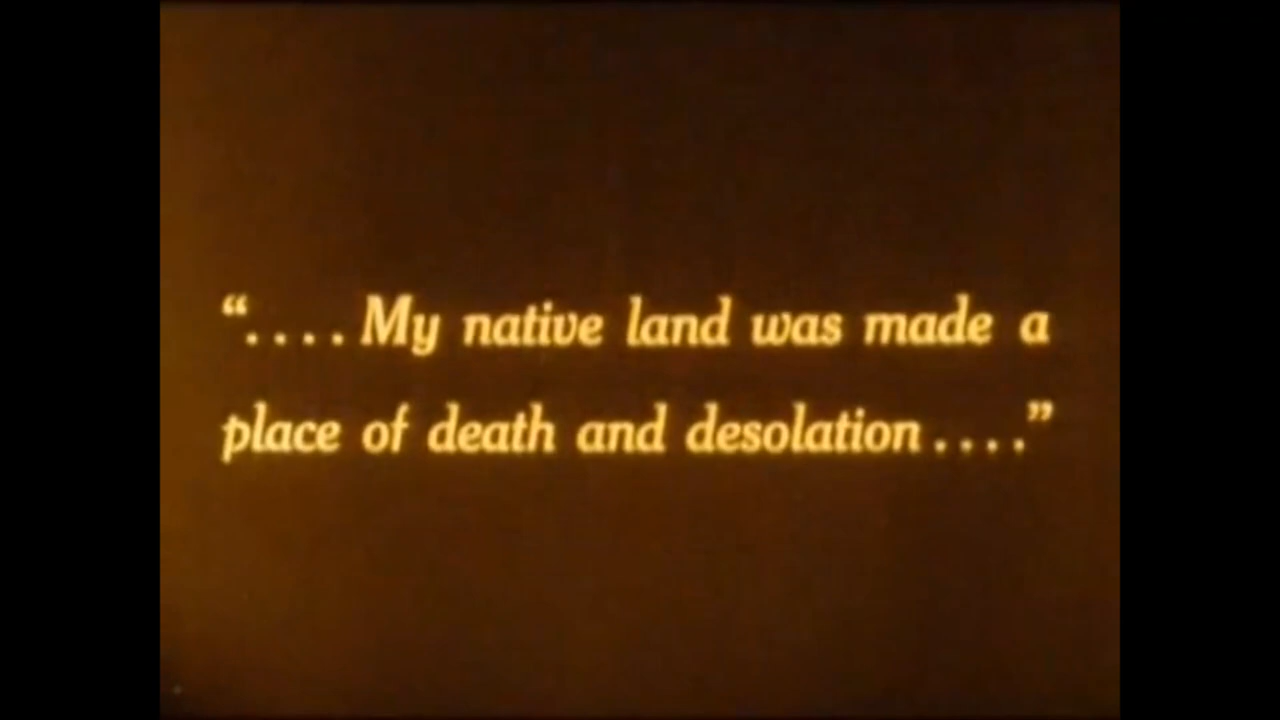 “. . . . My native land was made a
place of death and desolation . . . .”